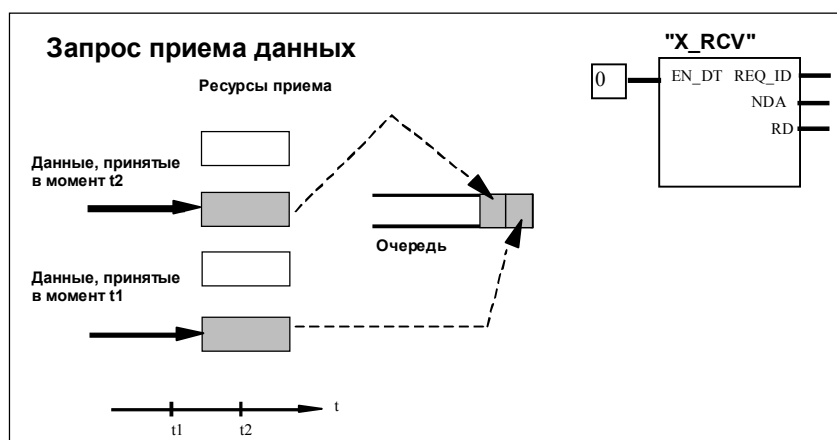 Запрос приема данных
Ресурсы приема
Данные, принятые
в момент t2
Очередь
Данные, принятые
в момент t1
t
t1 t2
"X_RCV"
0
EN_DT REQ_ID
NDA
RD